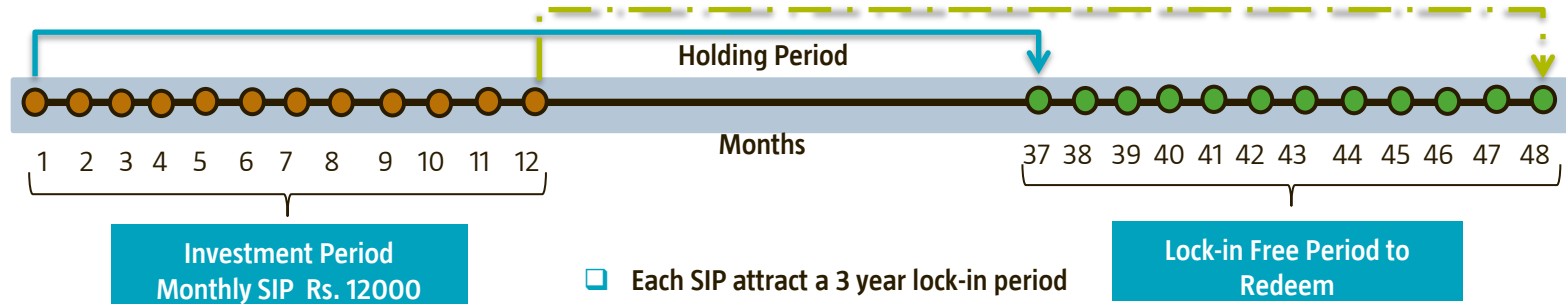 Holding Period
Months
1 2 3 4 5 6 7 8 9 10 11 12
37 38 39 40 41 42 43 44 45 46 47 48
Investment Period
Monthly SIP Rs. 12000
Each SIP attract a 3 year lock-in period
Lock-in Free Period to
Redeem